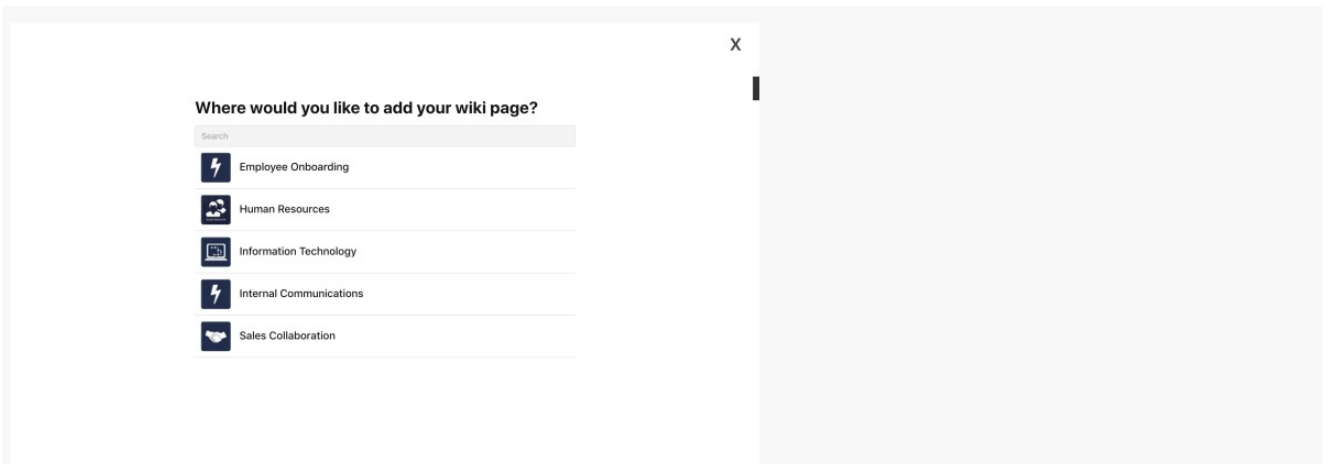 X
Where would you like to add your wiki page?
Search
Employee Onboarding
Human Resources
Information Technology
Internal Communications
Sales Collaboration